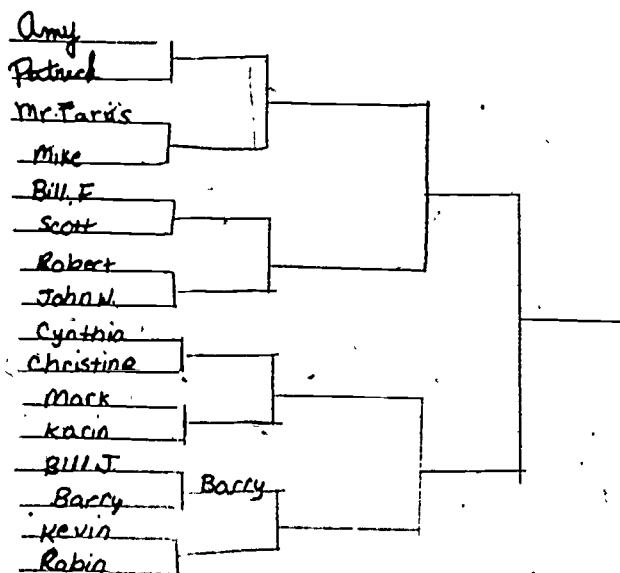 Amy
Patrick
Mr. Farris
Mike
Bill. F
Scott
Robert
John W.
Cynthia
Christine
Mark
Karin
Bill J.
Barry
Barry
Kevin
Robin